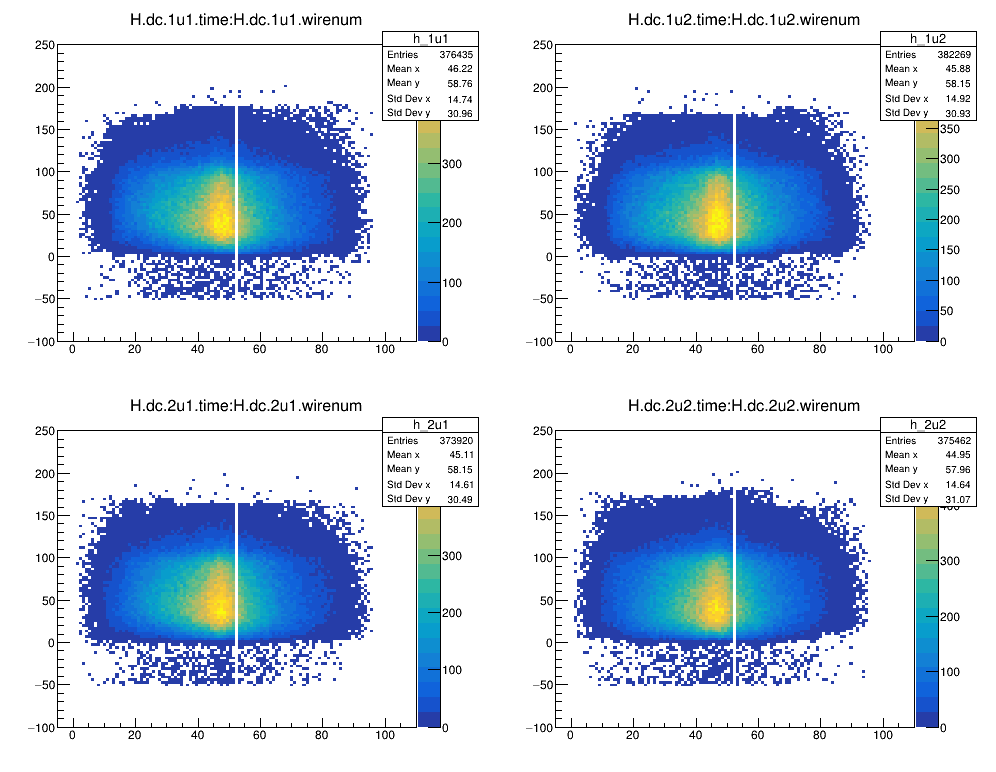 H.dc.1u1.time:H.dc.1u1.wirenum
h_1u1
Entries 376435
Mean x 46.22
Mean y 58.76
Std Dev x 14.74
Std Dev y 30.96
250
200
150
100
50
0
−50
−100
0 20 40 60 80 100
300
200
100
0
H.dc.1u2.time:H.dc.1u2.wirenum
h_1u2
Entries 382269
Mean x 45.88
Mean y 58.15
Std Dev x 14.92
Std Dev y 30.93
250
200
150
100
50
0
−50
−100
0 20 40 60 80 100
350
300
250
200
150
100
50
0
H.dc.2u1.time:H.dc.2u1.wirenum
h_2u1
Entries 373920
Mean x 45.11
Mean y 58.15
Std Dev x 14.61
Std Dev y 30.49
250
200
150
100
50
0
−50
−100
0 20 40 60 80 100
300
200
100
0
H.dc.2u2.time:H.dc.2u2.wirenum
h_2u2
Entries 375462
Mean x 44.95
Mean y 57.96
Std Dev x 14.64
Std Dev y 31.07
250
200
150
100
50
0
−50
−100
0 20 40 60 80 100
400
300
200
100
0